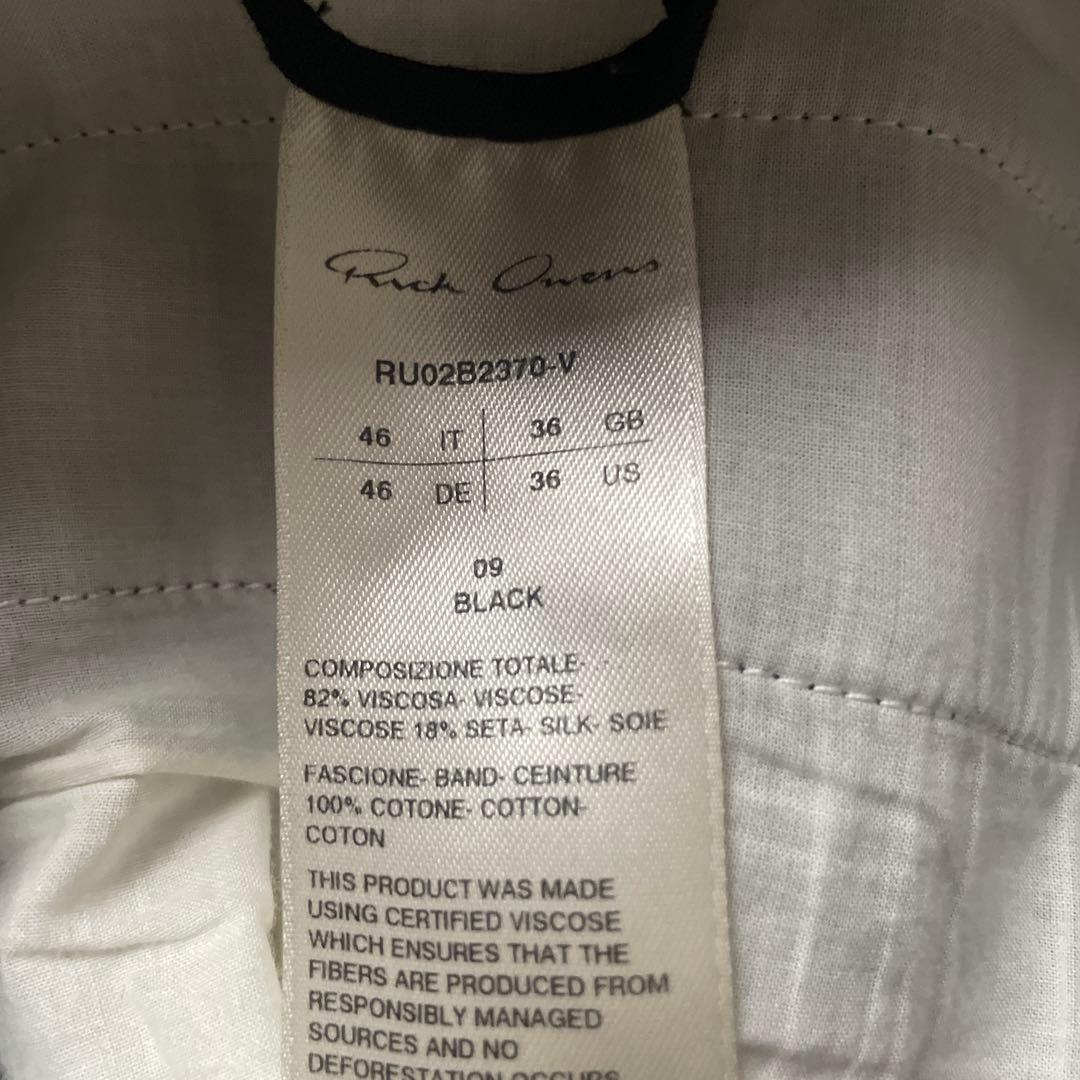 Rick Owens
RU02B2370-V
46 IT 36 GB
46 DE 36 US
09
BLACK
COMPOSIZIONE TOTALE-
82% VISCOSA- VISCOSE-
VISCOSE 18% SETA- SILK- SOIE
FASCIONE- BAND- CEINTURE
100% COTONE- COTTON-
COTON
THIS PRODUCT WAS MADE
USING CERTIFIED VISCOSE
WHICH ENSURES THAT THE
FIBERS ARE PRODUCED FROM
RESPONSIBLY MANAGED
SOURCES AND NO
DEFORESTATION OCCURS